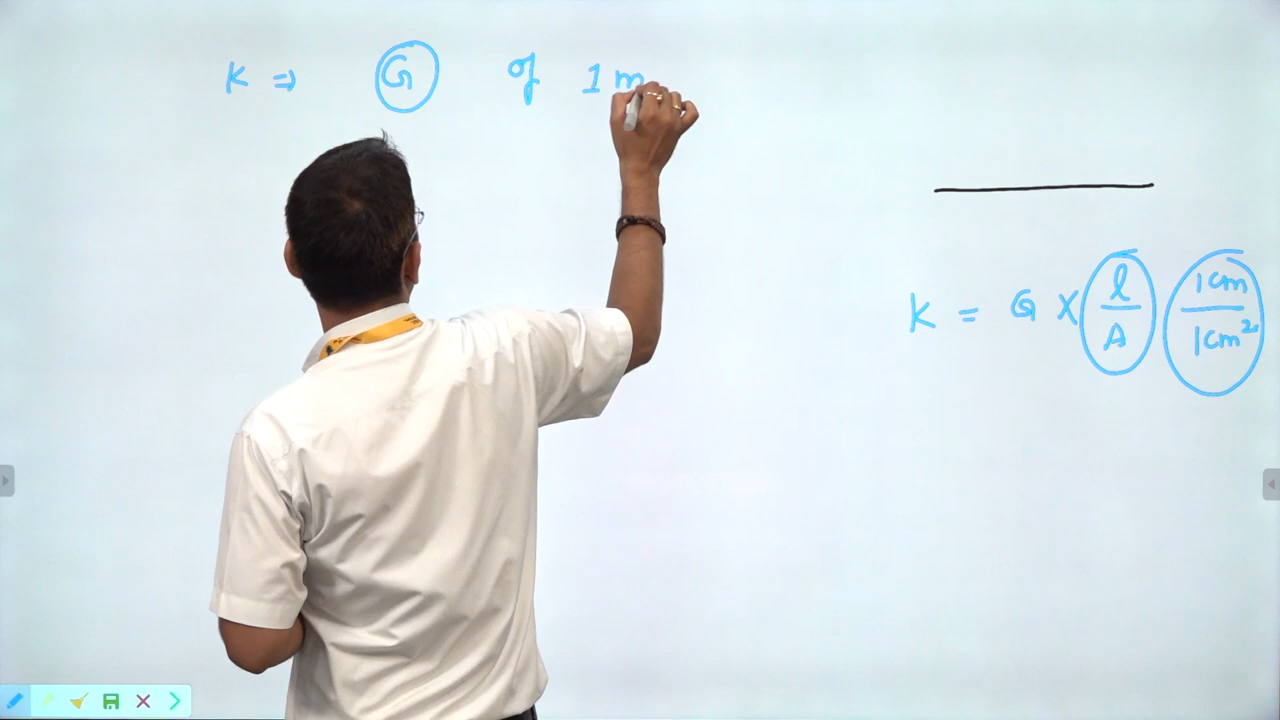 K ⇒ G of 1 m
K = G × l/A 1cm/1cm²